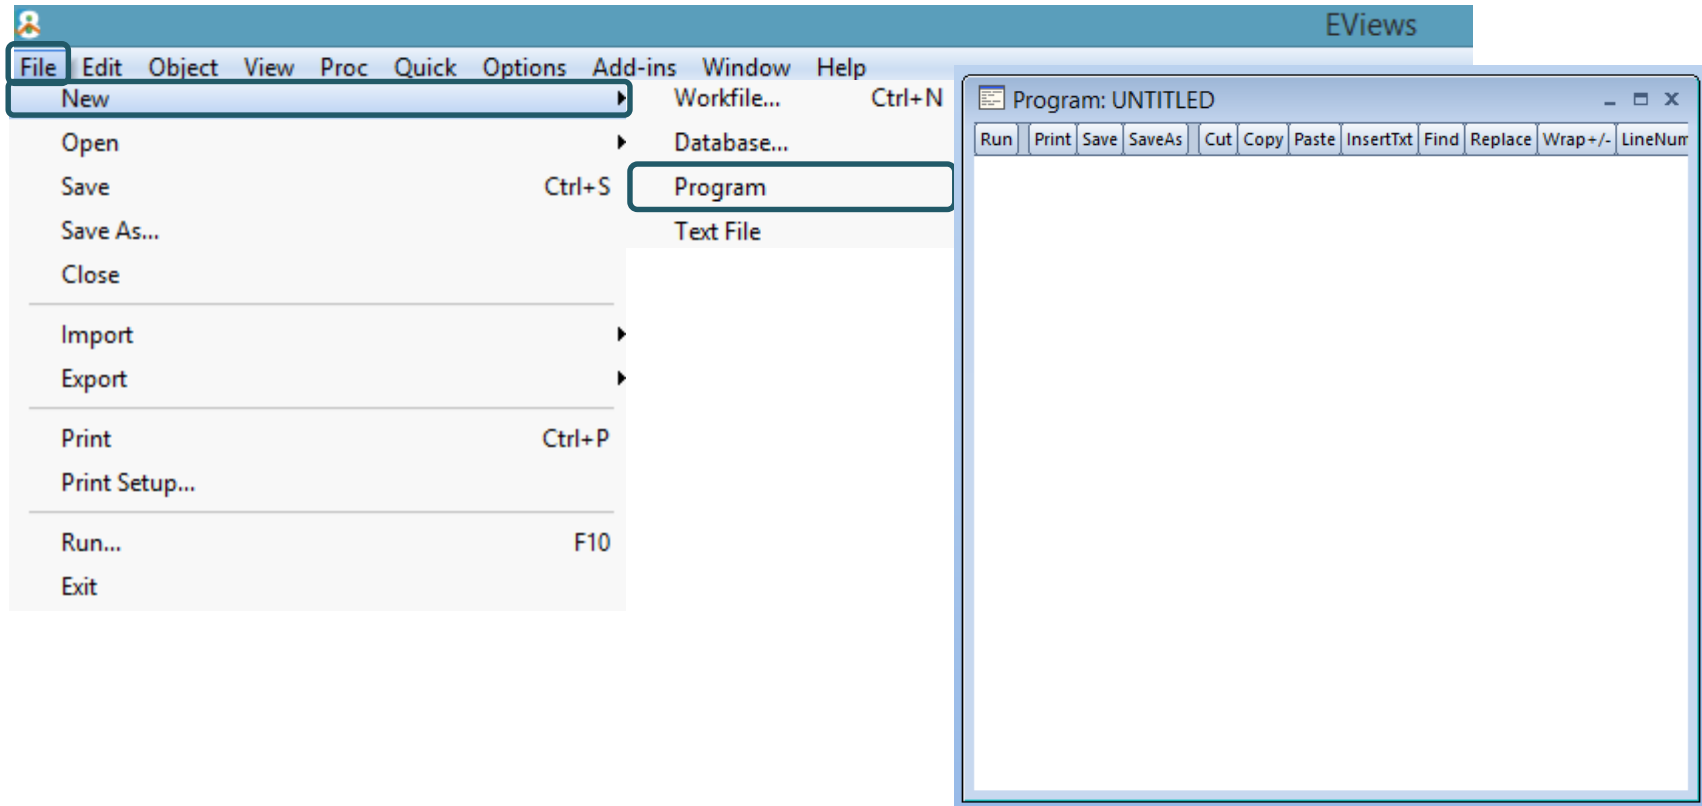 EViews
File Edit Object View Proc Quick Options Add-ins Window Help
New
Open
Save Ctrl+S
Save As...
Close
Import
Export
Print Ctrl+P
Print Setup...
Run... F10
Exit
Workfile... Ctrl+N
Database...
Program
Text File
Program: UNTITLED
Run Print Save SaveAs Cut Copy Paste InsertTxt Find Replace Wrap+/- LineNum